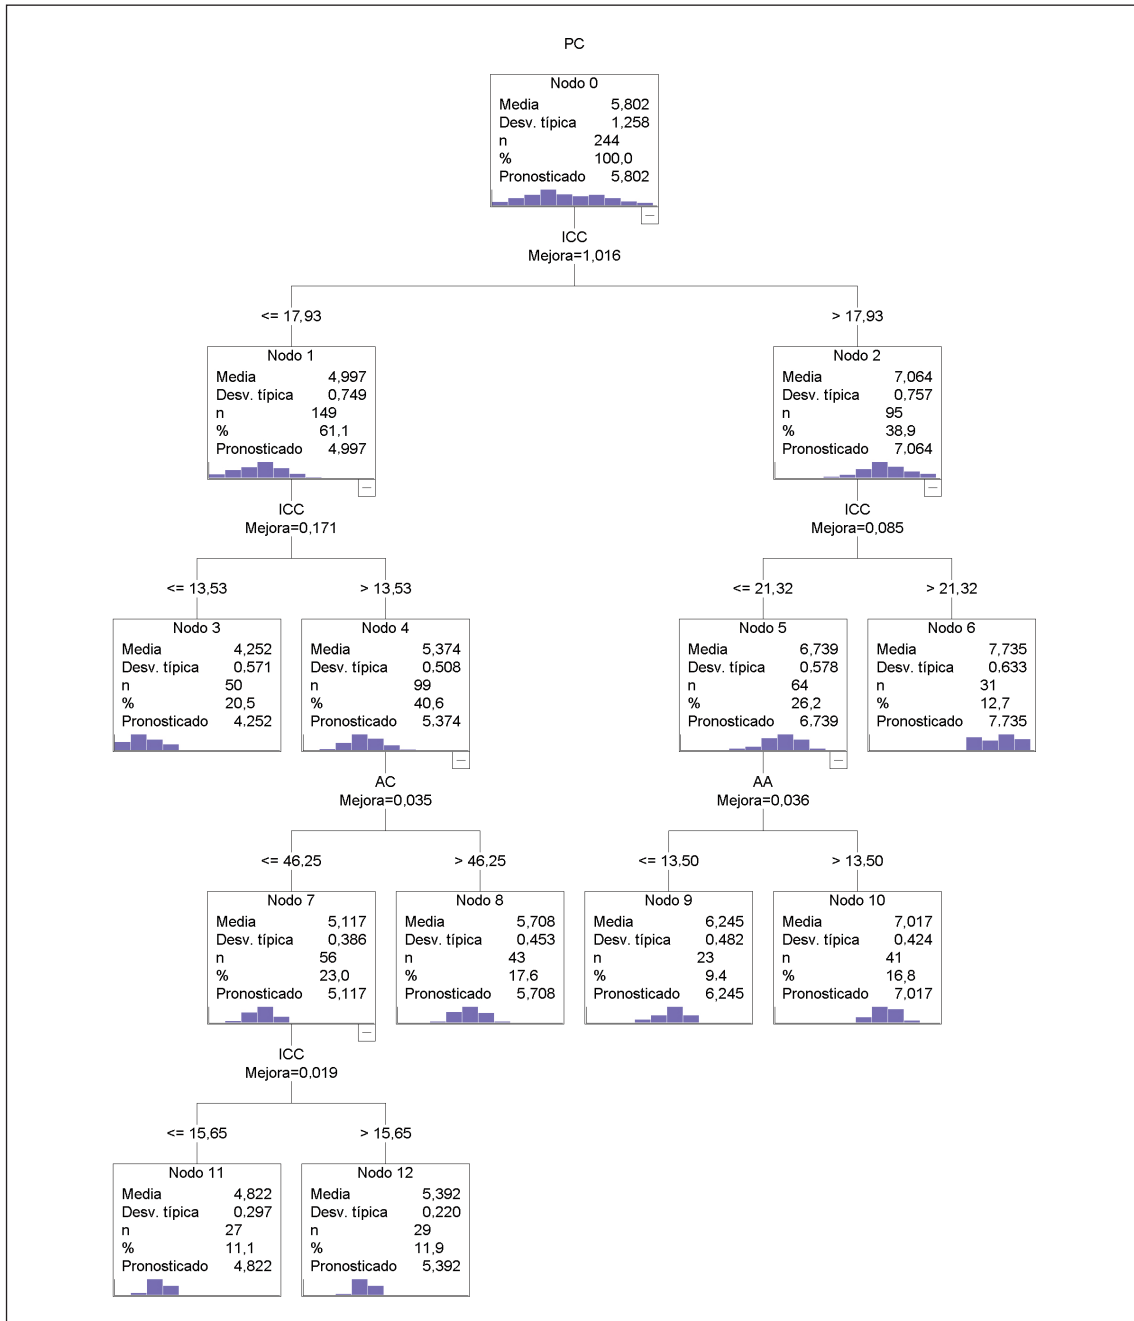 PC
Nodo 0
Media 5,802
Desv. típica 1,258
n 244
% 100,0
Pronosticado 5,802
ICC
Mejora=1,016
<= 17,93
> 17,93
Nodo 1
Media 4,997
Desv. típica 0,749
n 149
% 61,1
Pronosticado 4,997
Nodo 2
Media 7,064
Desv. típica 0,757
n 95
% 38,9
Pronosticado 7,064
ICC
Mejora=0,171
ICC
Mejora=0,085
<= 13,53
> 13,53
<= 21,32
> 21,32
Nodo 3
Media 4,252
Desv. típica 0,571
n 50
% 20,5
Pronosticado 4,252
Nodo 4
Media 5,374
Desv. típica 0,508
n 99
% 40,6
Pronosticado 5,374
Nodo 5
Media 6,739
Desv. típica 0,578
n 64
% 26,2
Pronosticado 6,739
Nodo 6
Media 7,735
Desv. típica 0,633
n 31
% 12,7
Pronosticado 7,735
AC
Mejora=0,035
AA
Mejora=0,036
<= 46,25
> 46,25
<= 13,50
> 13,50
Nodo 7
Media 5,117
Desv. típica 0,386
n 56
% 23,0
Pronosticado 5,117
Nodo 8
Media 5,708
Desv. típica 0,453
n 43
% 17,6
Pronosticado 5,708
Nodo 9
Media 6,245
Desv. típica 0,482
n 23
% 9,4
Pronosticado 6,245
Nodo 10
Media 7,017
Desv. típica 0,424
n 41
% 16,8
Pronosticado 7,017
ICC
Mejora=0,019
<= 15,65
> 15,65
Nodo 11
Media 4,822
Desv. típica 0,297
n 27
% 11,1
Pronosticado 4,822
Nodo 12
Media 5,392
Desv. típica 0,220
n 29
% 11,9
Pronosticado 5,392